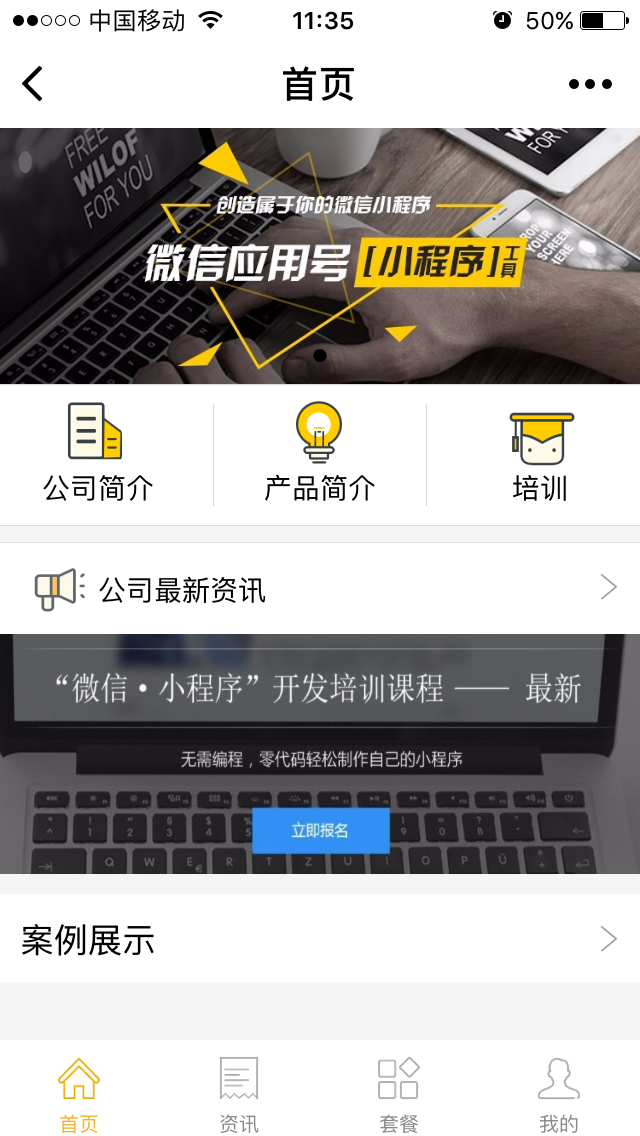 中国移动 11:35 50%
首页
FREE
WILOF
FOR YOU
YOUR
SCREEN
HERE
创造属于你的微信小程序
微信应用号[小程序]工具
公司简介 产品简介 培训
公司最新资讯
“微信·小程序”开发培训课程 —— 最新
无需编程，零代码轻松制作自己的小程序
立即报名
案例展示
首页 资讯 套餐 我的